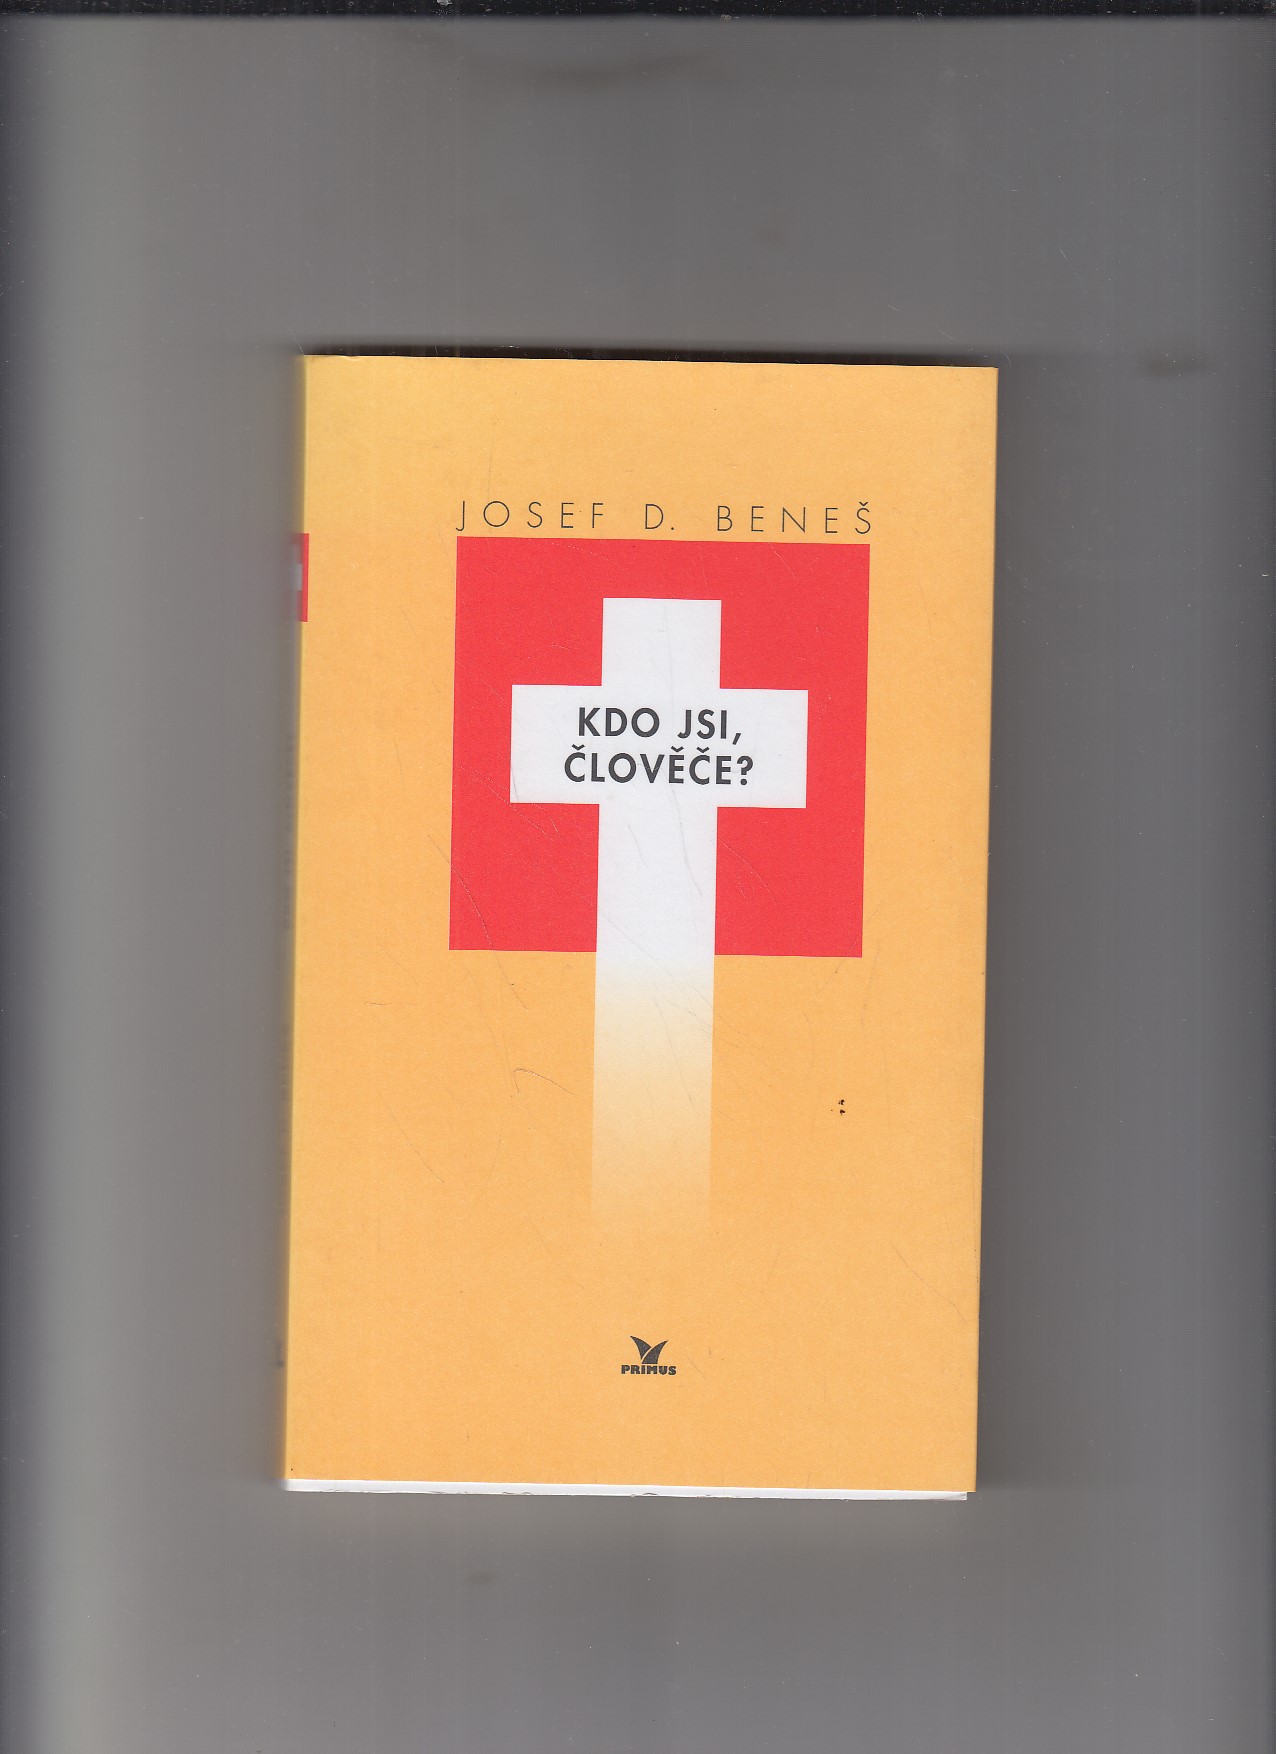 JOSEF D. BENEŠ
KDO JSI,
ČLOVĚČE?
PRIMUS